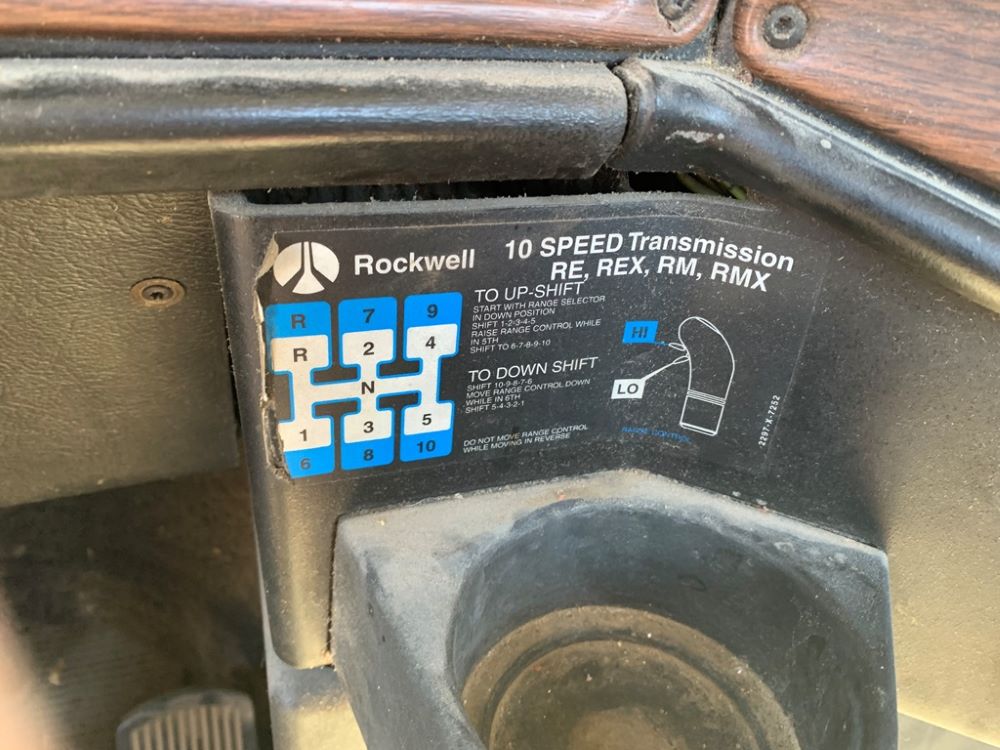 Rockwell
10 SPEED Transmission
RE, REX, RM, RMX
TO UP-SHIFT
START WITH RANGE SELECTOR
IN DOWN POSITION
SHIFT 1-2-3-4-5
RAISE RANGE CONTROL WHILE
IN 5TH
SHIFT TO 6-7-8-9-10
TO DOWN SHIFT
SHIFT 10-9-8-7-6
MOVE RANGE CONTROL DOWN
WHILE IN 6TH
SHIFT 5-4-3-2-1
DO NOT MOVE RANGE CONTROL
WHILE MOVING IN REVERSE
R 7 9
R 2 4
N
1 3 5
6 8 10
HI
LO
RANGE CONTROL
2297-X-7252